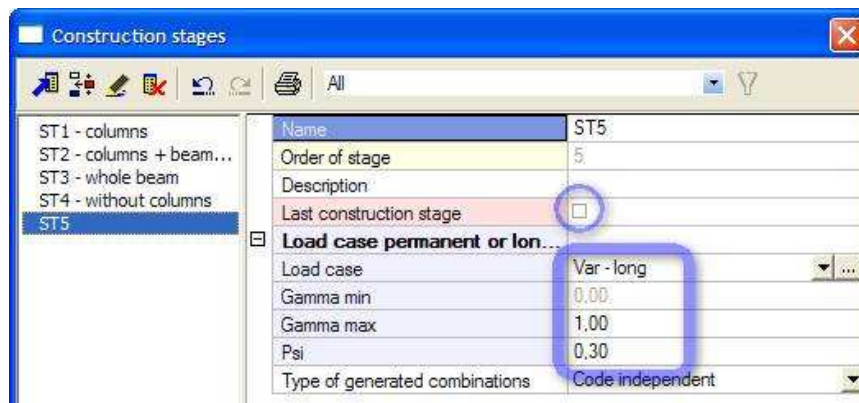 Construction stages
All
ST1 - columns
ST2 - columns + beam...
ST3 - whole beam
ST4 - without columns
ST5
Name ST5
Order of stage 5
Description
Last construction stage
Load case permanent or lon...
Load case Var - long ...
Gamma min 0,00
Gamma max 1,00
Psi 0,30
Type of generated combinations Code independent